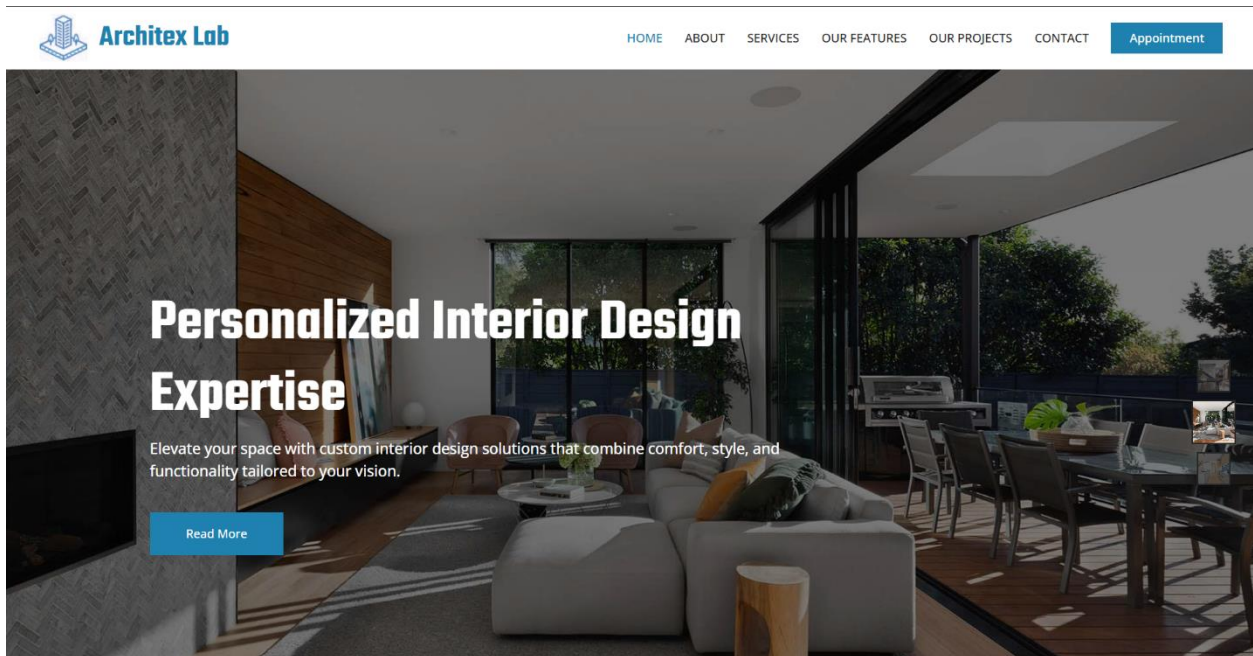 Architex Lab
HOME ABOUT SERVICES OUR FEATURES OUR PROJECTS CONTACT Appointment
Personalized Interior Design
Expertise
Elevate your space with custom interior design solutions that combine comfort, style, and
functionality tailored to your vision.
Read More